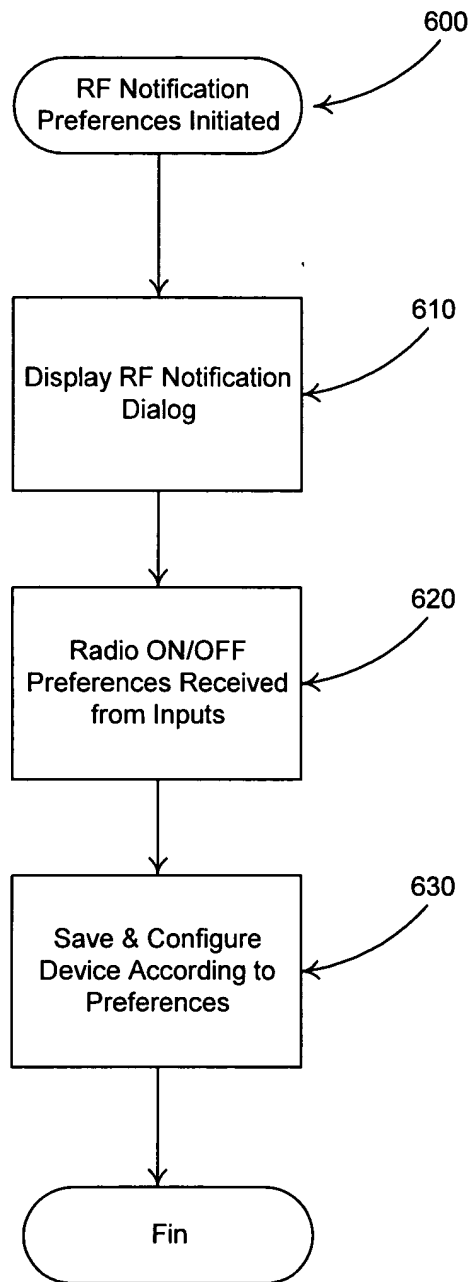 600
RF Notification
Preferences Initiated
610
Display RF Notification
Dialog
620
Radio ON/OFF
Preferences Received
from Inputs
630
Save & Configure
Device According to
Preferences
Fin